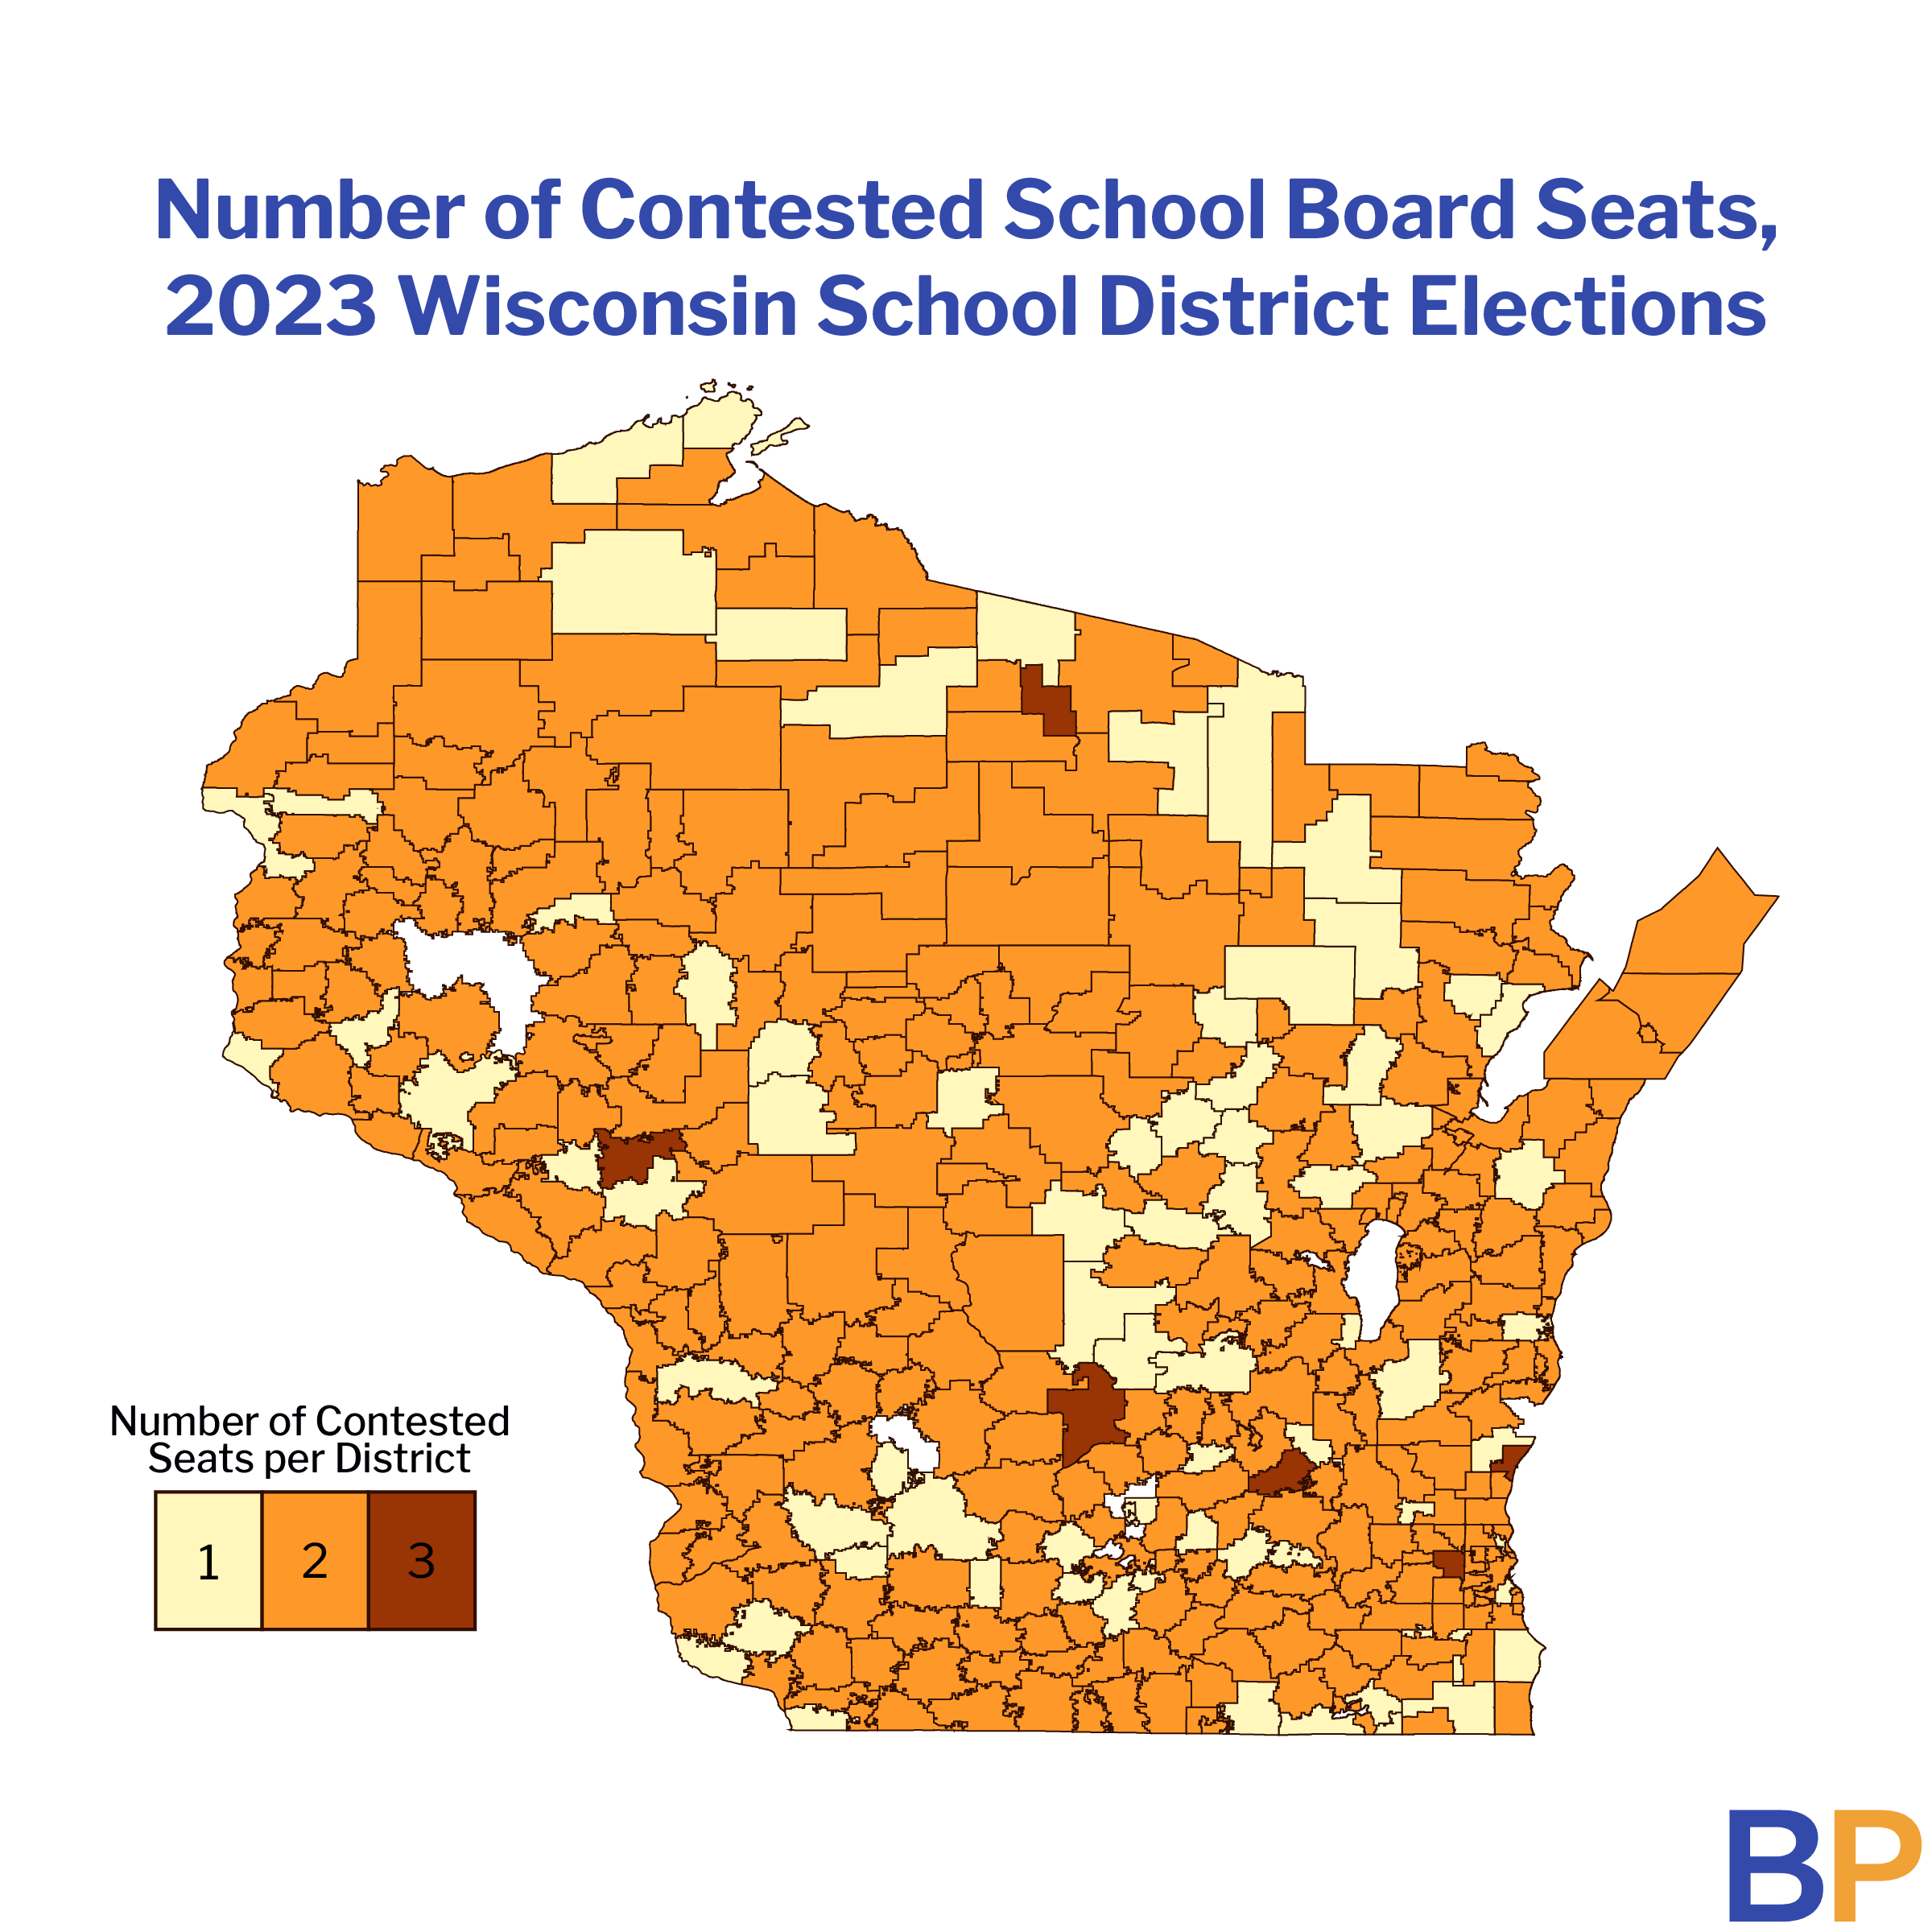 Number of Contested School Board Seats,
2023 Wisconsin School District Elections
Number of Contested
Seats per District
1 2 3
BP